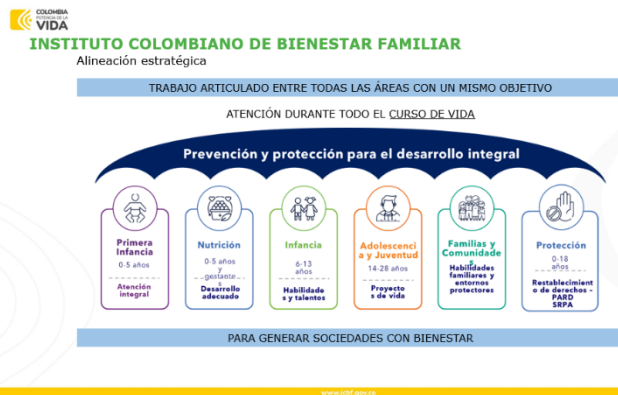 COLOMBIA
POTENCIA DE LA
VIDA
INSTITUTO COLOMBIANO DE BIENESTAR FAMILIAR
Alineación estratégica
TRABAJO ARTICULADO ENTRE TODAS LAS ÁREAS CON UN MISMO OBJETIVO
ATENCIÓN DURANTE TODO EL CURSO DE VIDA
Prevención y protección para el desarrollo integral
Primera
Infancia
0-5 años
Atención
integral
Nutrición
0-5 años
y
gestante
s
Desarrollo
adecuado
Infancia
6-13
años
Habilidade
s y talentos
Adolescenci
a y Juventud
14-28 años
Proyecto
s de vida
Familias y
Comunidade
s
Habilidades
familiares y
entornos
protectores
Protección
0-18
años
Restablecimient
o de derechos -
PARD
SRPA
PARA GENERAR SOCIEDADES CON BIENESTAR
www.icbf.gov.co